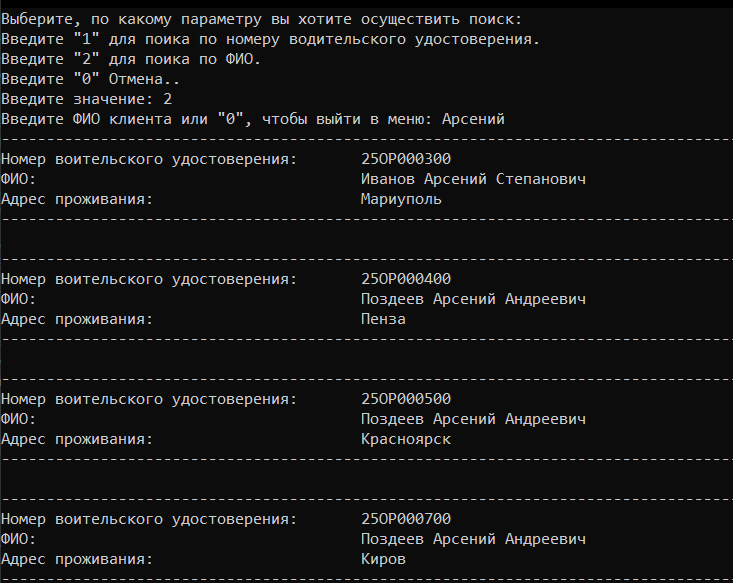 Выберите, по какому параметру вы хотите осуществить поиск:
Введите "1" для поика по номеру водительского удостоверения.
Введите "2" для поика по ФИО.
Введите "0" Отмена..
Введите значение: 2
Введите ФИО клиента или "0", чтобы выйти в меню: Арсений
---------------------------------------------------------------------------------
Номер воительского удостоверения: 25ОР000300
ФИО: Иванов Арсений Степанович
Адрес проживания: Мариуполь
---------------------------------------------------------------------------------
---------------------------------------------------------------------------------
Номер воительского удостоверения: 25ОР000400
ФИО: Поздеев Арсений Андреевич
Адрес проживания: Пенза
---------------------------------------------------------------------------------
---------------------------------------------------------------------------------
Номер воительского удостоверения: 25ОР000500
ФИО: Поздеев Арсений Андреевич
Адрес проживания: Красноярск
---------------------------------------------------------------------------------
---------------------------------------------------------------------------------
Номер воительского удостоверения: 25ОР000700
ФИО: Поздеев Арсений Андреевич
Адрес проживания: Киров
---------------------------------------------------------------------------------